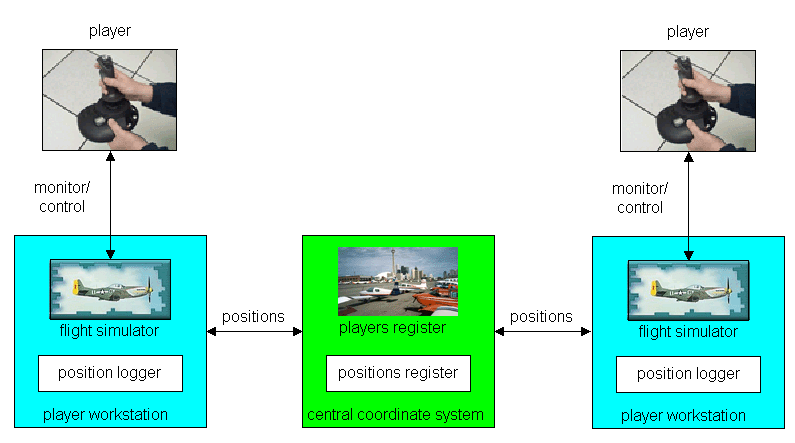 player
player
monitor/
control
monitor/
control
flight simulator
position logger
player workstation
positions
players register
positions register
central coordinate system
positions
flight simulator
position logger
player workstation